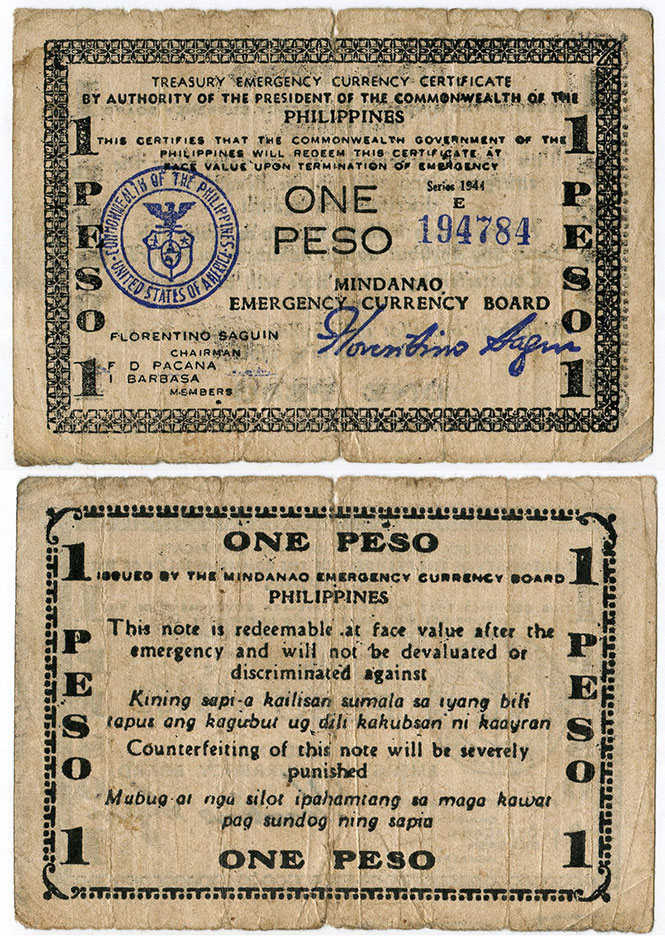 TREASURY EMERGENCY CURRENCY CERTIFICATE
BY AUTHORITY OF THE PRESIDENT OF THE COMMONWEALTH OF THE
PHILIPPINES
THIS CERTIFIES THAT THE COMMONWEALTH GOVERNMENT OF THE
PHILIPPINES WILL REDEEM THIS CERTIFICATE AT
FACE VALUE UPON TERMINATION OF EMERGENCY
1
PESO
1
1
PESO
1
COMMONWEALTH OF THE PHILIPPINES
UNITED STATES OF AMERICA
ONE
PESO
Series 1944
E
194784
MINDANAO
EMERGENCY CURRENCY BOARD
FLORENTINO SAGUIN
CHAIRMAN
F D PACANA
I BARBASA
MEMBERS
Florentino Saguin
ONE PESO
1
PESO
1
1
PESO
1
ISSUED BY THE MINDANAO EMERGENCY CURRENCY BOARD
PHILIPPINES
This note is redeemable at face value after the
emergency and will not be devaluated or
discriminated against
Kining sapi-a kailisan sumala sa iyang bili
tapus ang kagubut ug dili kakubsan ni kaayran
Counterfeiting of this note will be severely
punished
Mabug-at nga silot ipahamtang sa maga kawat
pag sundog ning sapia
ONE PESO